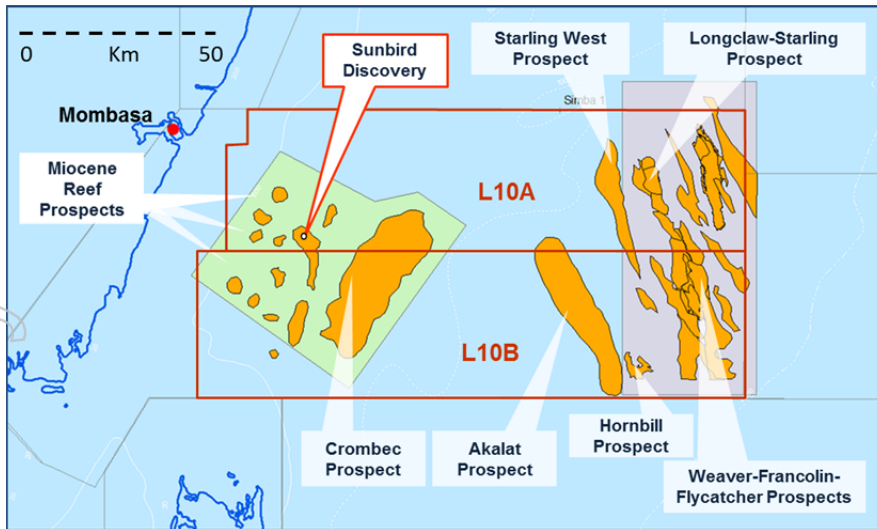 0 Km 50
Sunbird
Discovery
Starling West
Prospect
Longclaw-Starling
Prospect
Simba 1
Mombasa
Miocene
Reef
Prospects
L10A
L10B
Crombec
Prospect
Akalat
Prospect
Hornbill
Prospect
Weaver-Francolin-
Flycatcher Prospects